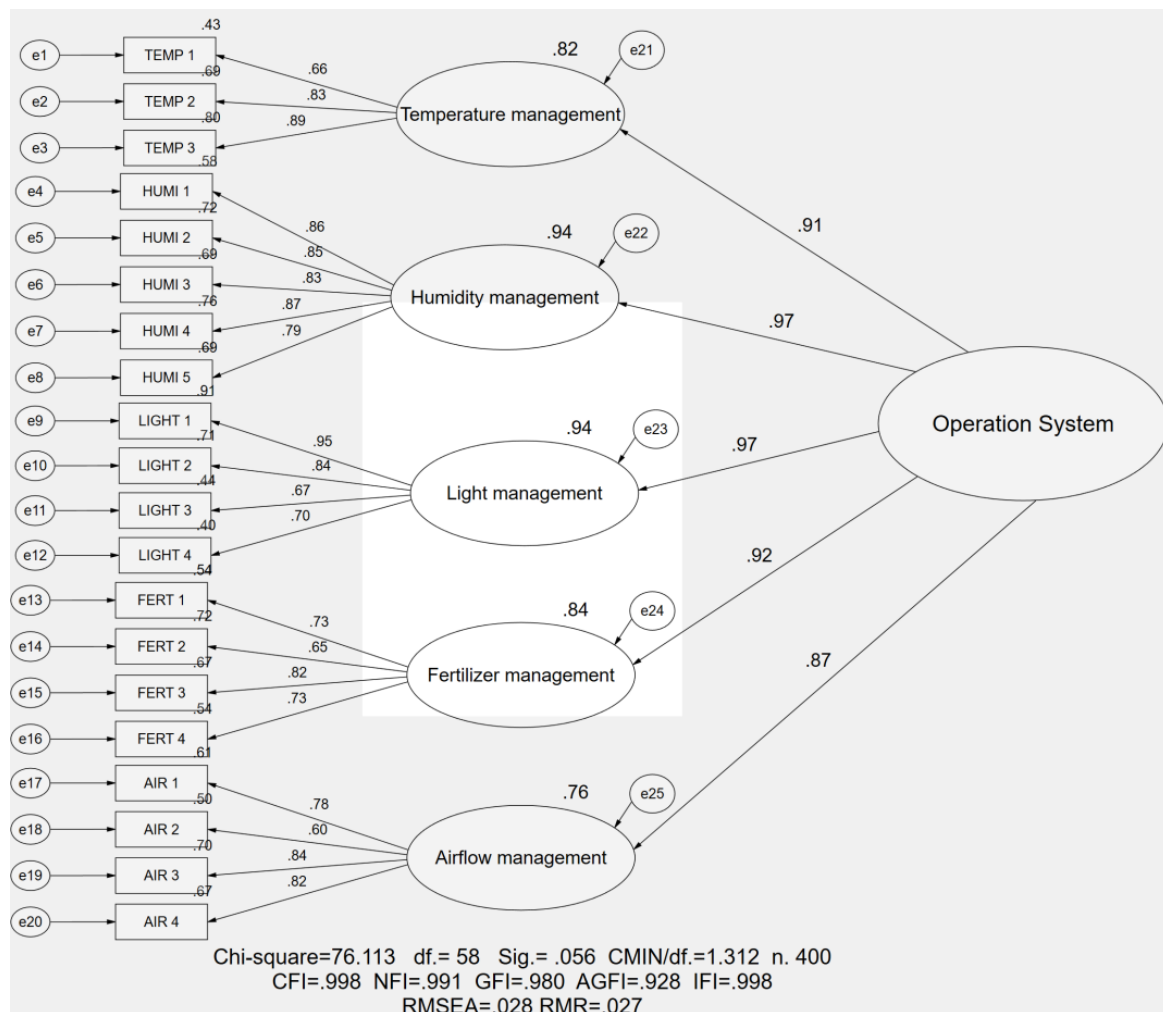 .43
e1 TEMP 1 .66 .82 e21
.69
e2 TEMP 2 .83 Temperature management
.80
e3 TEMP 3 .89
.58
e4 HUMI 1 .86 .91
.72
e5 HUMI 2 .85 .94 e22
.69
e6 HUMI 3 .83 Humidity management
.76
e7 HUMI 4 .87 .97
.69
e8 HUMI 5 .79
.91
e9 LIGHT 1 .95 .94 e23 Operation System
.71
e10 LIGHT 2 .84 .97
.44
e11 LIGHT 3 .67 Light management
.40
e12 LIGHT 4 .70 .92
.54
e13 FERT 1 .73 .84 e24
.72
e14 FERT 2 .65
.67
e15 FERT 3 .82 Fertilizer management .87
.54
e16 FERT 4 .73
.61
e17 AIR 1 .78 .76 e25
.50
e18 AIR 2 .60
.70
e19 AIR 3 .84 Airflow management
.67
e20 AIR 4 .82
Chi-square=76.113 df.= 58 Sig.= .056 CMIN/df.=1.312 n. 400
CFI=.998 NFI=.991 GFI=.980 AGFI=.928 IFI=.998
RMSEA=.028 RMR=.027